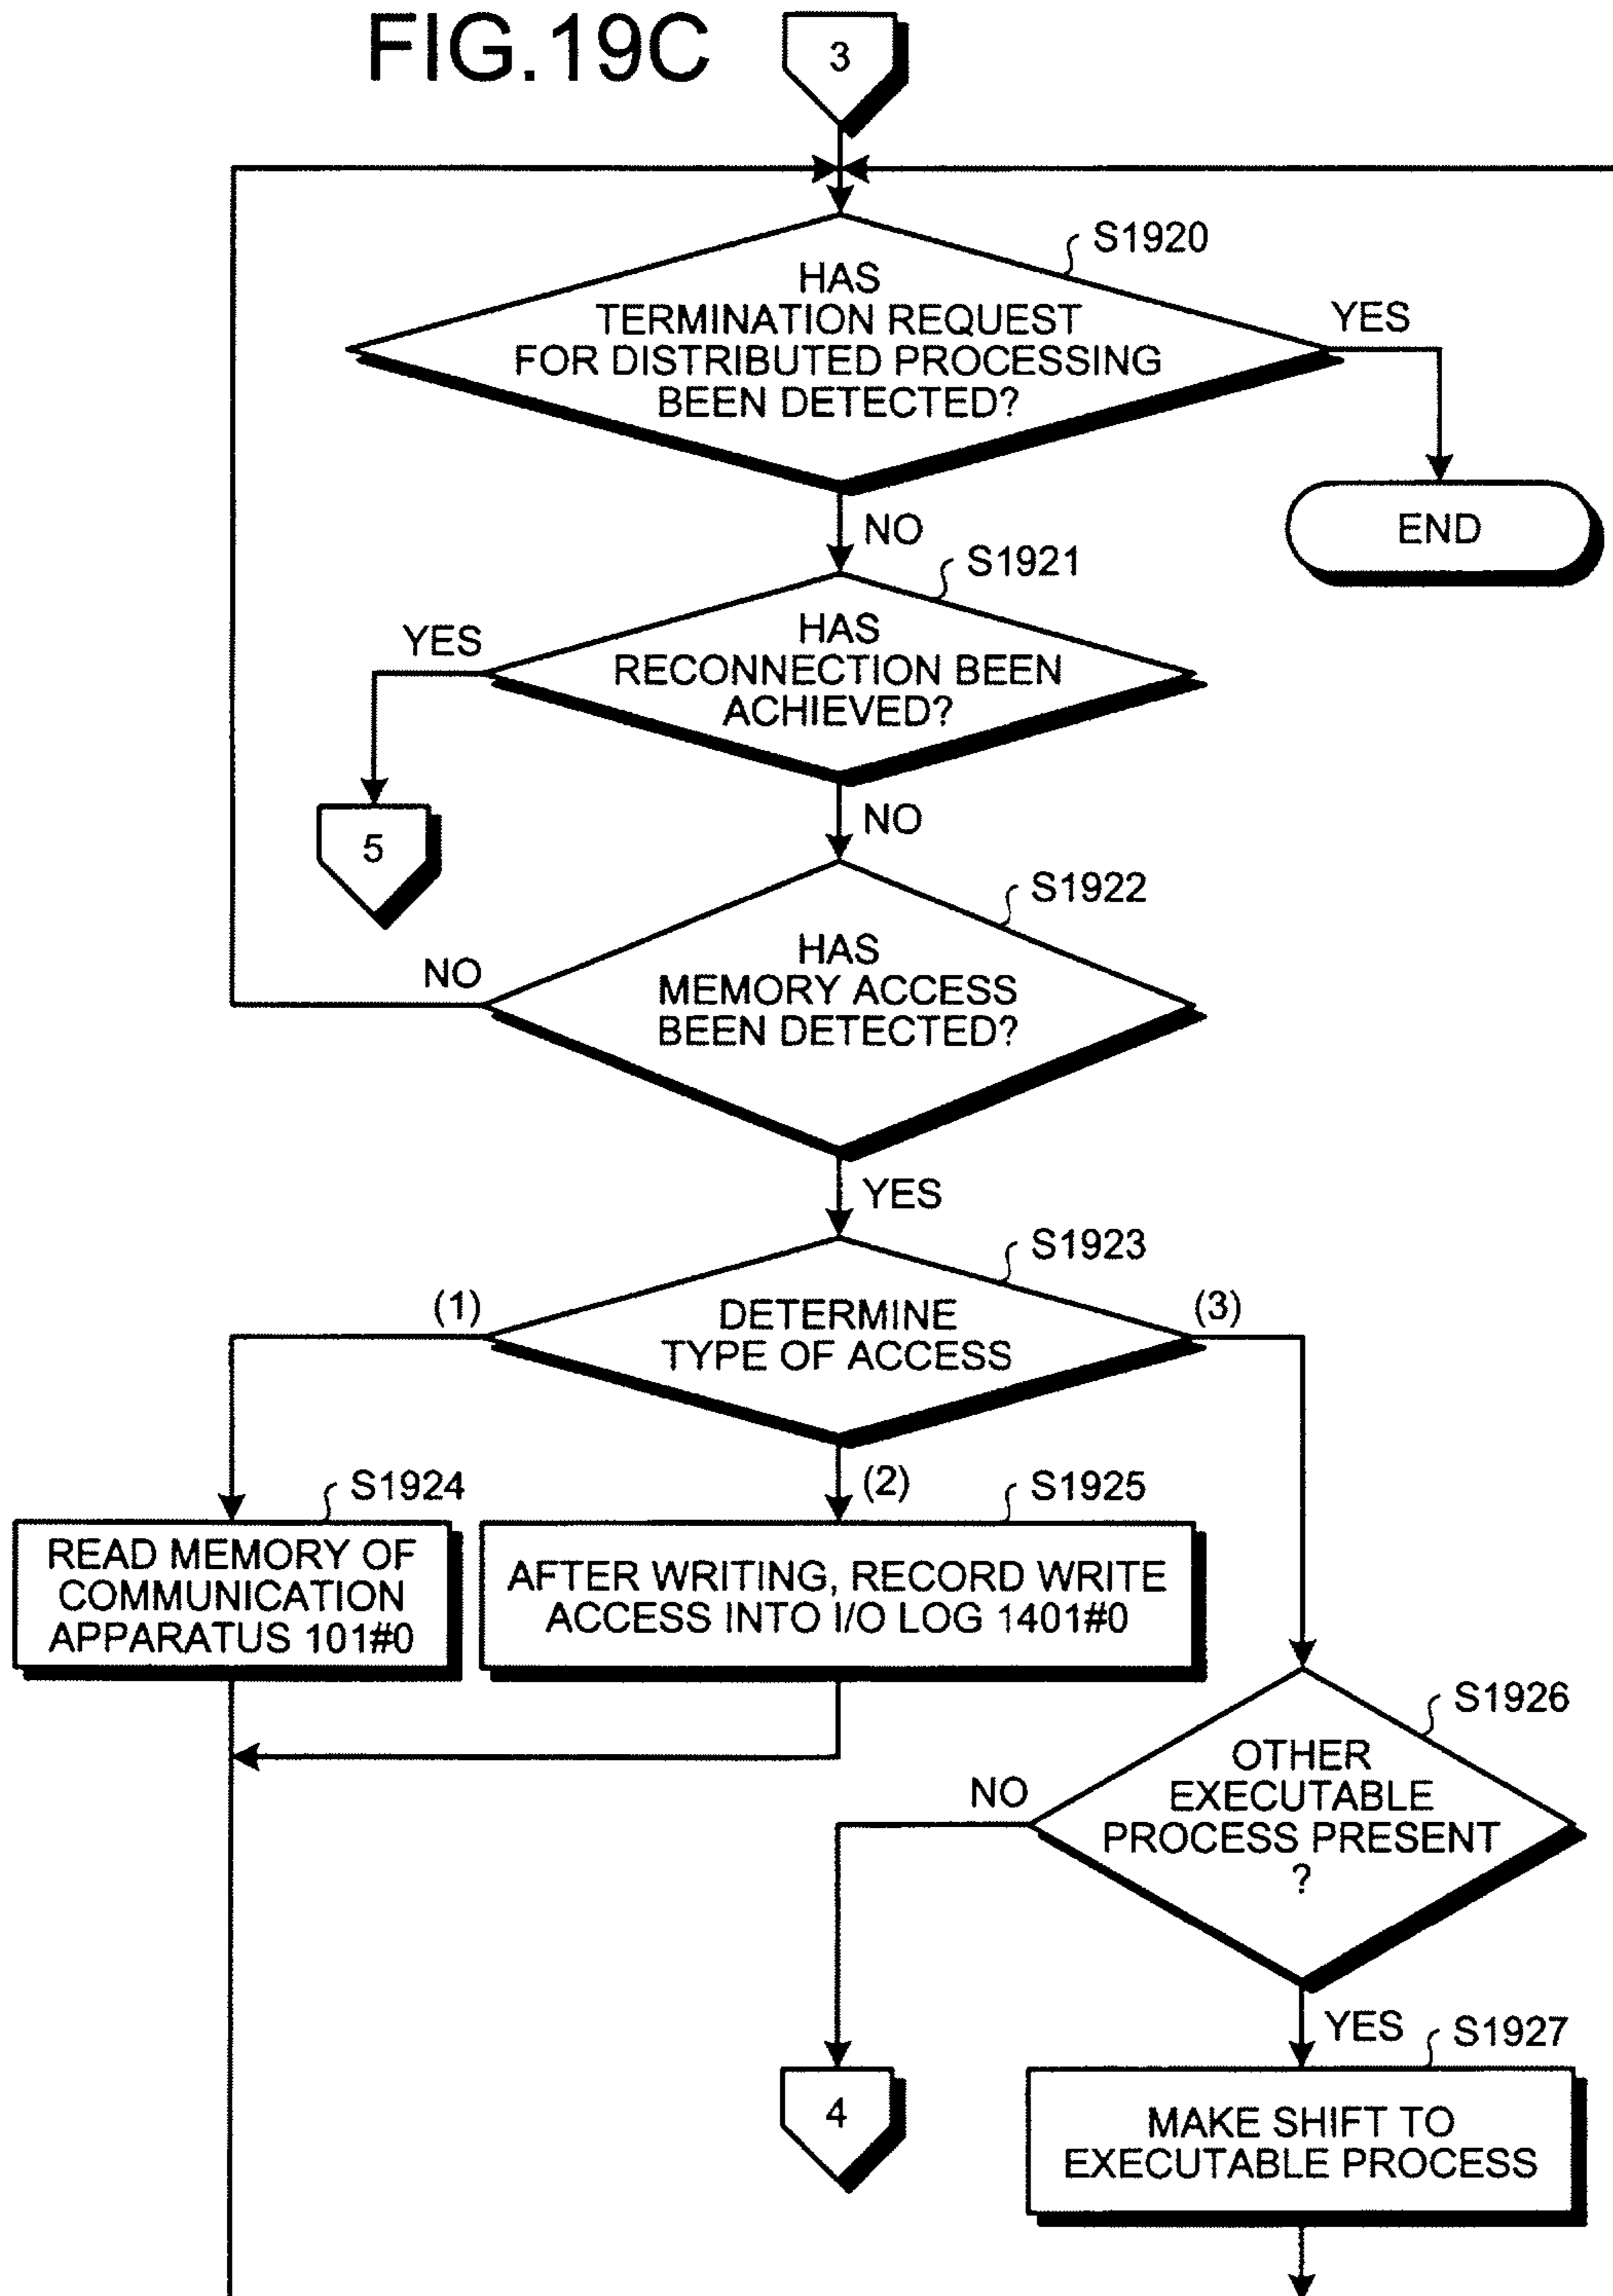 FIG.19C
3
S1920
HAS
TERMINATION REQUEST
FOR DISTRIBUTED PROCESSING
BEEN DETECTED?
YES
END
NO
S1921
HAS
RECONNECTION BEEN
ACHIEVED?
YES
5
NO
S1922
HAS
MEMORY ACCESS
BEEN DETECTED?
NO
YES
S1923
DETERMINE
TYPE OF ACCESS
(1)
(3)
(2)
S1924
READ MEMORY OF
COMMUNICATION
APPARATUS 101#0
S1925
AFTER WRITING, RECORD WRITE
ACCESS INTO I/O LOG 1401#0
S1926
OTHER
EXECUTABLE
PROCESS PRESENT
?
NO
4
YES
S1927
MAKE SHIFT TO
EXECUTABLE PROCESS